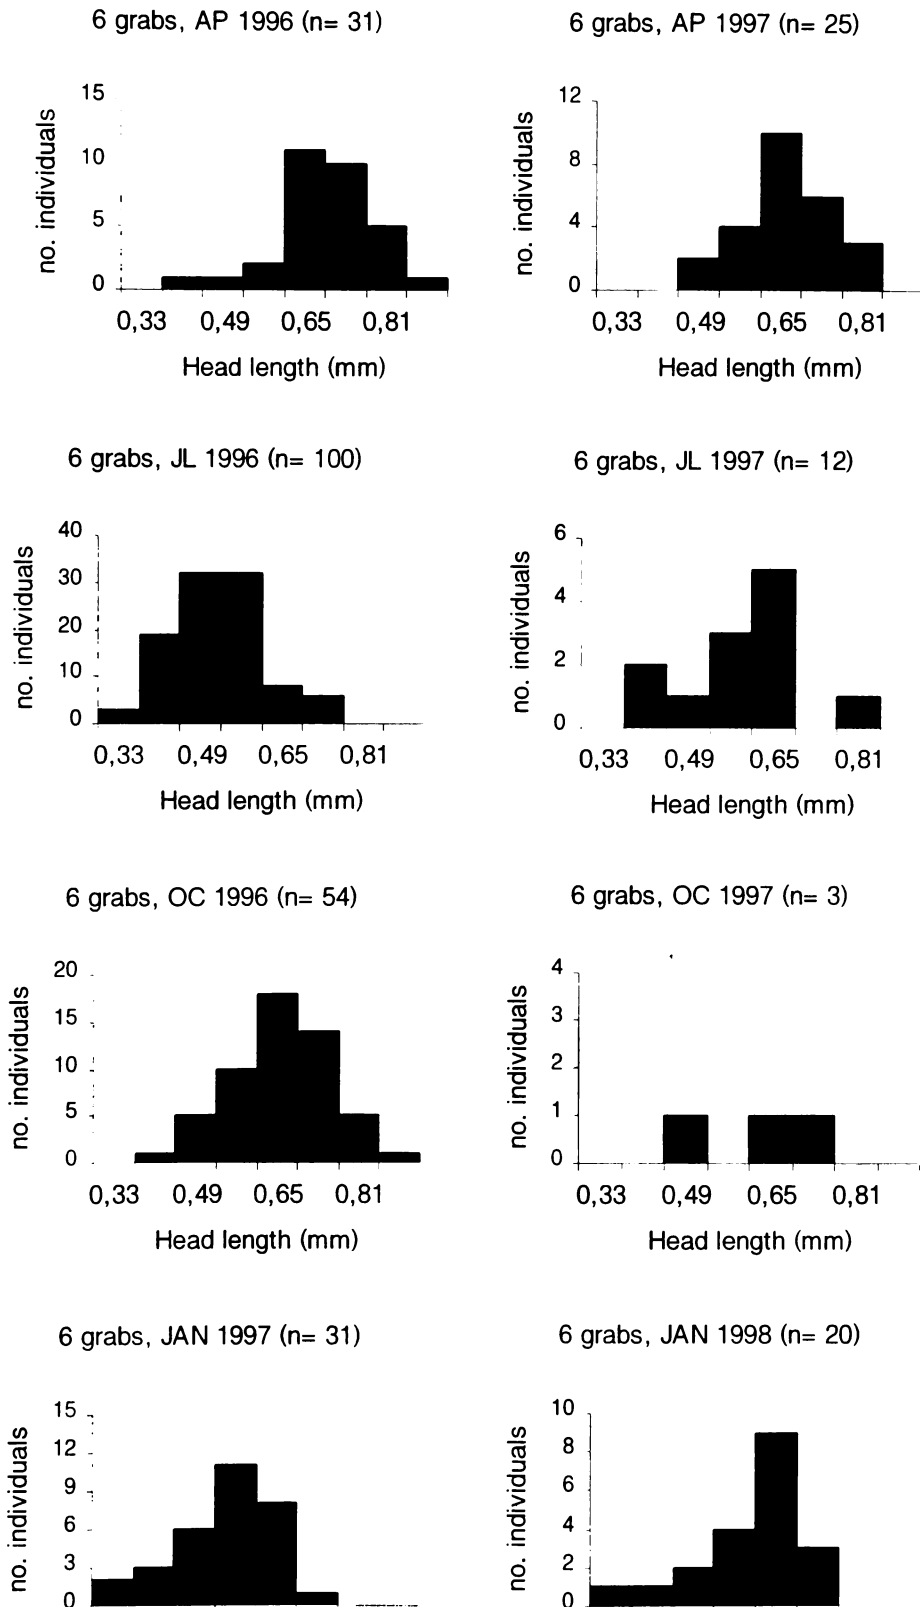 6 grabs, AP 1996 (n= 31)
no. individuals
15
10
5
0
0,33 0,49 0,65 0,81
Head length (mm)
6 grabs, AP 1997 (n= 25)
no. individuals
12
8
4
0
0,33 0,49 0,65 0,81
Head length (mm)
6 grabs, JL 1996 (n= 100)
no. individuals
40
30
20
10
0
0,33 0,49 0,65 0,81
Head length (mm)
6 grabs, JL 1997 (n= 12)
no. individuals
6
4
2
0
0,33 0,49 0,65 0,81
Head length (mm)
6 grabs, OC 1996 (n= 54)
no. individuals
20
15
10
5
0
0,33 0,49 0,65 0,81
Head length (mm)
6 grabs, OC 1997 (n= 3)
no. individuals
4
3
2
1
0
0,33 0,49 0,65 0,81
Head length (mm)
6 grabs, JAN 1997 (n= 31)
no. individuals
15
12
9
6
3
0
6 grabs, JAN 1998 (n= 20)
no. individuals
10
8
6
4
2
0